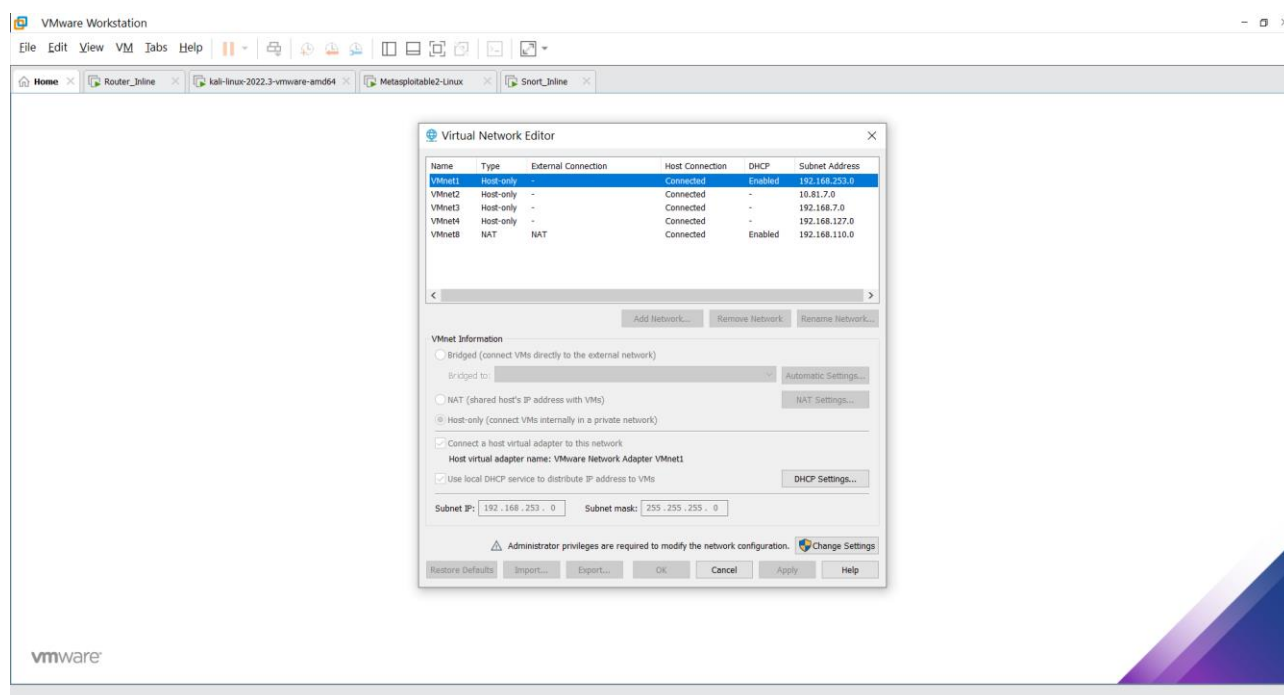 VMware Workstation
File Edit View VM Tabs Help
Home Router_Inline kali-linux-2022.3-vmware-amd64 Metasploitable2-Linux Snort_Inline
Virtual Network Editor
Name Type External Connection Host Connection DHCP Subnet Address
VMnet1 Host-only - Connected Enabled 192.168.253.0
VMnet2 Host-only - Connected - 10.81.7.0
VMnet3 Host-only - Connected - 192.168.7.0
VMnet4 Host-only - Connected - 192.168.127.0
VMnet8 NAT NAT Connected Enabled 192.168.110.0
Add Network... Remove Network Rename Network...
VMnet Information
Bridged (connect VMs directly to the external network)
Bridged to: Automatic Settings...
NAT (shared host's IP address with VMs) NAT Settings...
Host-only (connect VMs internally in a private network)
Connect a host virtual adapter to this network
Host virtual adapter name: VMware Network Adapter VMnet1
Use local DHCP service to distribute IP address to VMs DHCP Settings...
Subnet IP: 192 . 168 . 253 . 0 Subnet mask: 255 . 255 . 255 . 0
Administrator privileges are required to modify the network configuration. Change Settings
Restore Defaults Import... Export... OK Cancel Apply Help
vmware